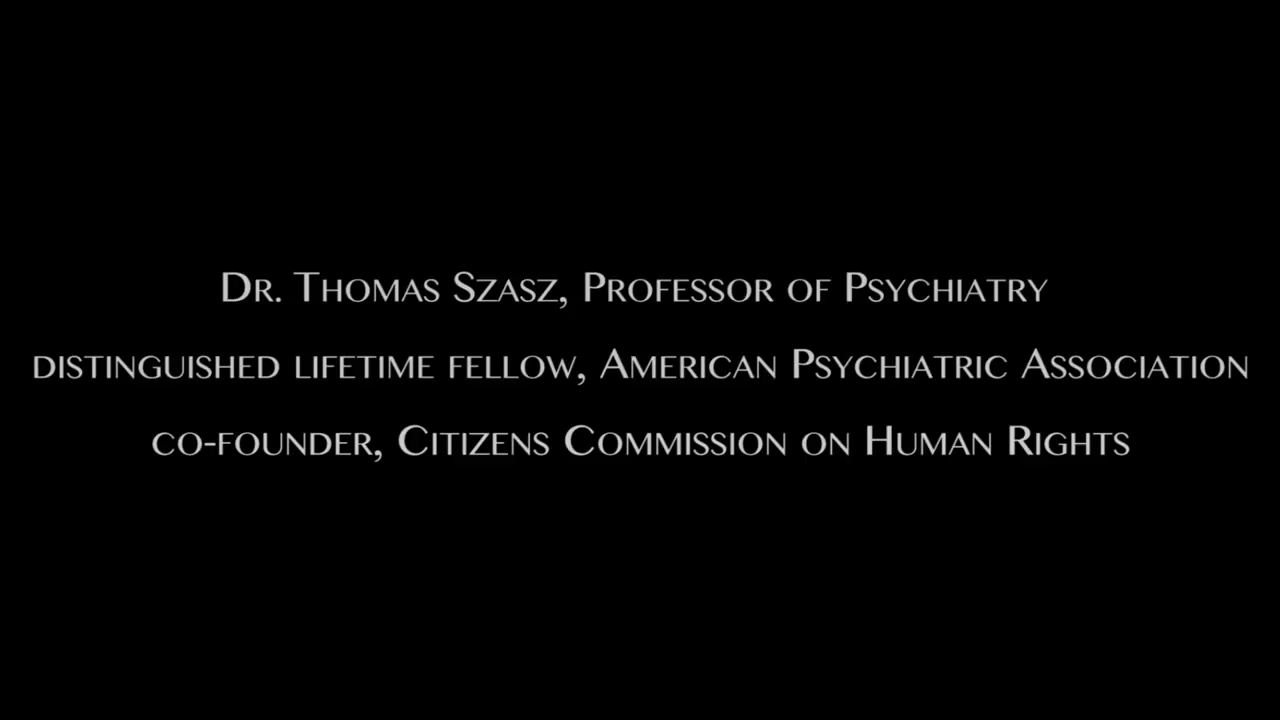 Dr. Thomas Szasz, Professor of Psychiatry
distinguished lifetime fellow, American Psychiatric Association
co-founder, Citizens Commission on Human Rights